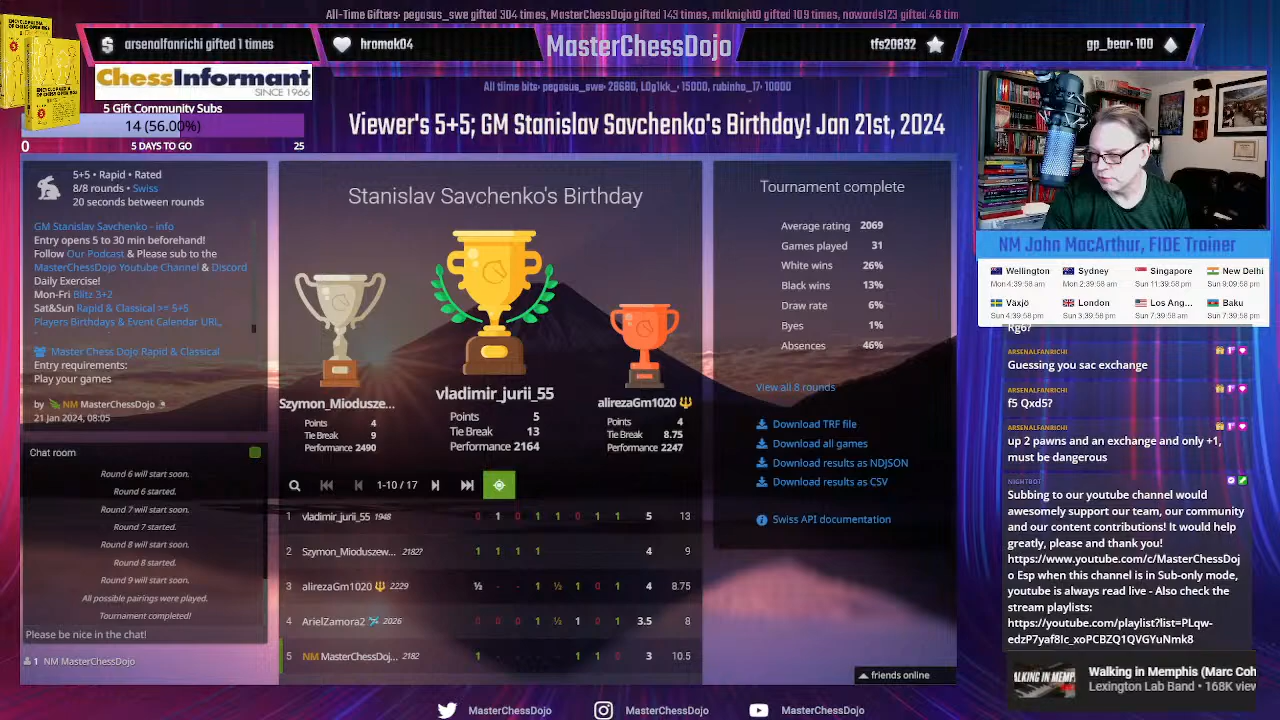 All-Time Gifters· pegasus_swe gifted 304 times, MasterChessDojo gifted 143 times, mdknight0 gifted 109 times, nowards123 gifted 46 tim
arsenalfanrichi gifted 1 times
hromak04
MasterChessDojo
tfs20832
gp_bear· 100
ChessInformant
SINCE 1966
All tiime bits· pegasus_swe· 28680, L0g1kk_· 15000, rubinho_17· 10000
5 Gift Community Subs
14 (56.00%)
0
5 DAYS TO GO
25
Viewer's 5+5; GM Stanislav Savchenko's Birthday! Jan 21st, 2024
5+5 • Rapid • Rated
8/8 rounds • Swiss
20 seconds between rounds
GM Stanislav Savchenko - info
Entry opens 5 to 30 min beforehand!
Follow Our Podcast & Please sub to the
MasterChessDojo Youtube Channel & Discord
Daily Exercise!
Mon-Fri Blitz 3+2
Sat&Sun Rapid & Classical >= 5+5
Players Birthdays & Event Calendar URL,
Master Chess Dojo Rapid & Classical
Entry requirements:
Play your games
by NM MasterChessDojo
21 Jan 2024, 08:05
Chat room
Round 6 will start soon.
Round 6 started.
Round 7 will start soon.
Round 7 started.
Round 8 will start soon.
Round 8 started.
Round 9 will start soon.
All possible pairings were played.
Tournament completed!
Please be nice in the chat!
1 NM MasterChessDojo
Stanislav Savchenko's Birthday
Szymon_Miodusze...
Points 4
Tie Break 9
Performance 2490
vladimir_jurii_55
Points 5
Tie Break 13
Performance 2164
alirezaGm1020
Points 4
Tie Break 8.75
Performance 2247
1-10 / 17
1 vladimir_jurii_55 1948 0 1 0 1 1 0 1 1 5 13
2 Szymon_Mioduszew... 2182? 1 1 1 1 4 9
3 alirezaGm1020 2229 ½ - - 1 ½ 1 0 1 4 8.75
4 ArielZamora2 2026 0 0 0 1 ½ 1 0 1 3.5 8
5 NM MasterChessDoj... 2182 1 - - - - 1 1 0 3 10.5
Tournament complete
Average rating 2069
Games played 31
White wins 26%
Black wins 13%
Draw rate 6%
Byes 1%
Absences 46%
View all 8 rounds
Download TRF file
Download all games
Download results as NDJSON
Download results as CSV
Swiss API documentation
friends online
NM John MacArthur, FIDE Trainer
Wellington Sydney Singapore New Delhi
Mon 4:39:58 am Mon 2:39:58 am Sun 11:39:58 pm Sun 9:09:58 pm
Växjö London Los Ang... Baku
Sun 4:39:58 pm Sun 3:39:58 pm Sun 7:39:58 am Sun 7:39:58 pm
Rg6?
ARSENALFANRICHI
Guessing you sac exchange
ARSENALFANRICHI
f5 Qxd5?
ARSENALFANRICHI
up 2 pawns and an exchange and only +1,
must be dangerous
NIGHTBOT
Subbing to our youtube channel would
awesomely support our team, our community
and our content contributions! It would help
greatly, please and thank you!
https://www.youtube.com/c/MasterChessDoj
o Esp when this channel is in Sub-only mode,
youtube is always read live - Also check the
stream playlists:
https://youtube.com/playlist?list=PLqw-
edzP7yaf8Ic_xoPCBZQ1QVGYuNmk8
Walking in Memphis (Marc Coh
Lexington Lab Band • 168K view
MasterChessDojo
MasterChessDojo
MasterChessDojo